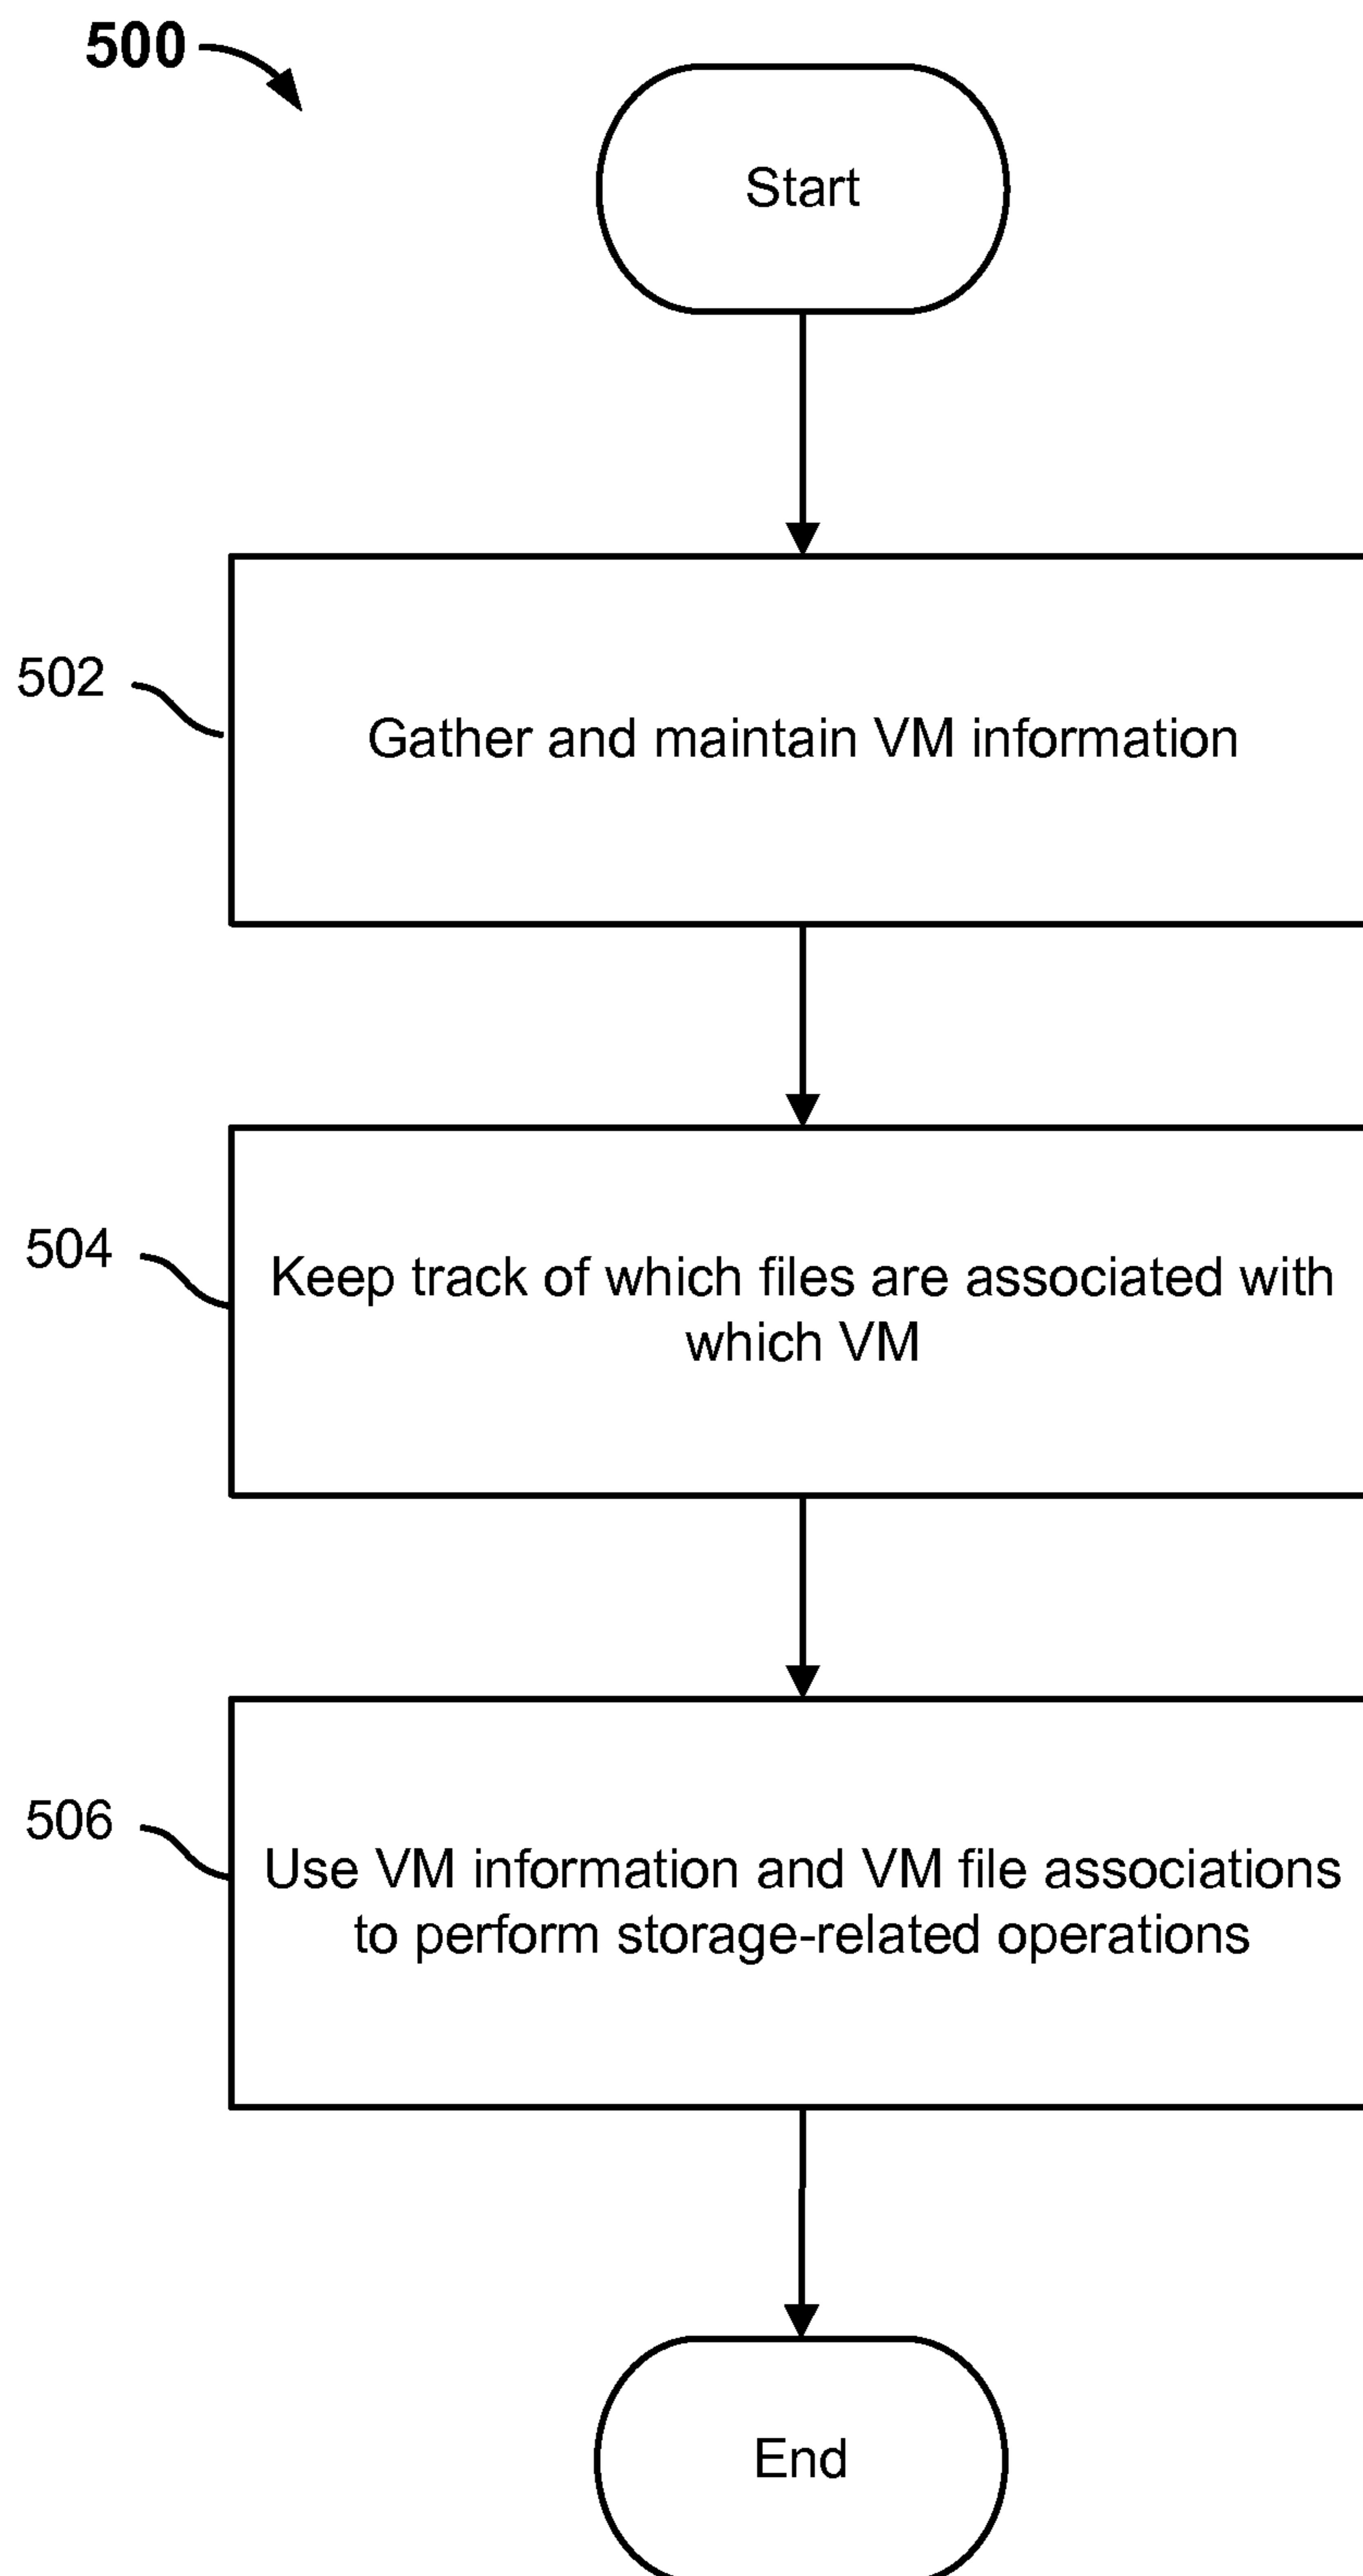 500
Start
502
Gather and maintain VM information
504
Keep track of which files are associated with
which VM
506
Use VM information and VM file associations
to perform storage-related operations
End